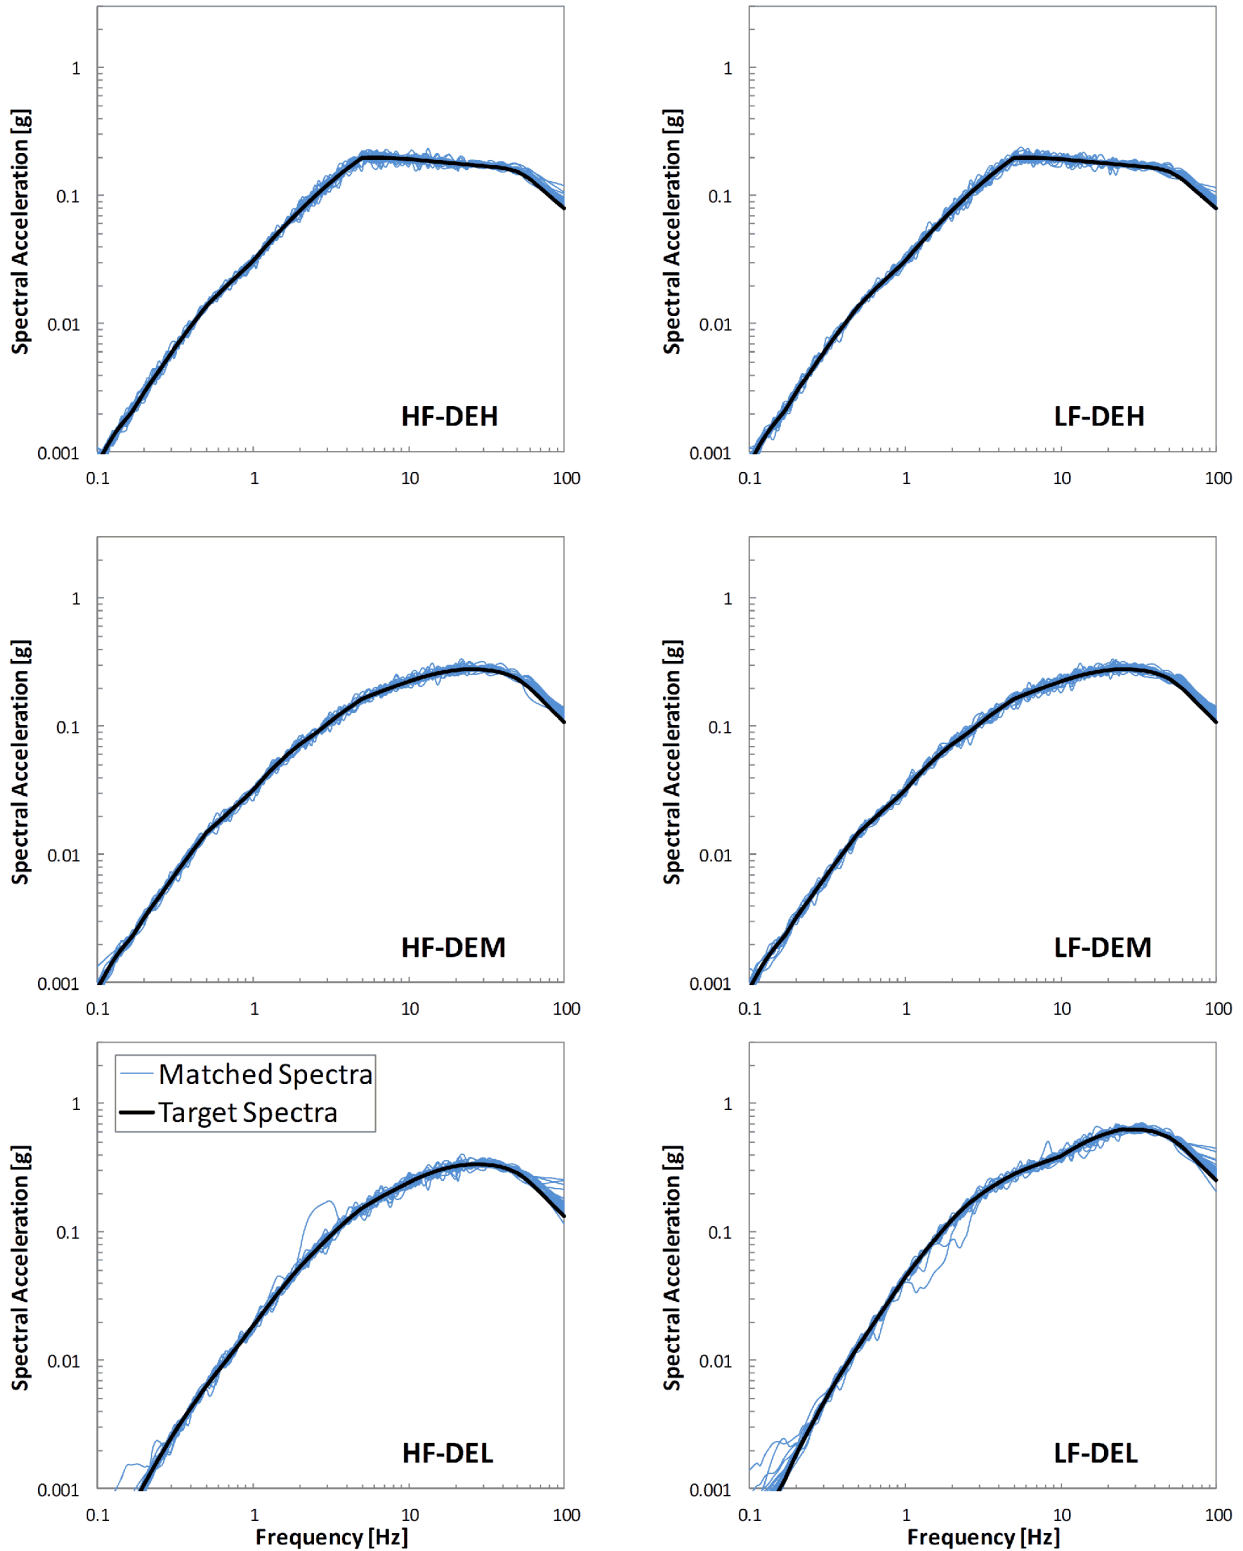 1
0.1
0.01
0.001
Spectral Acceleration [g]
HF-DEH
0.1 1 10 100
1
0.1
0.01
0.001
Spectral Acceleration [g]
LF-DEH
0.1 1 10 100
1
0.1
0.01
0.001
Spectral Acceleration [g]
HF-DEM
0.1 1 10 100
1
0.1
0.01
0.001
Spectral Acceleration [g]
LF-DEM
0.1 1 10 100
Matched Spectra
Target Spectra
1
0.1
0.01
0.001
Spectral Acceleration [g]
HF-DEL
0.1 1 10 100
Frequency [Hz]
1
0.1
0.01
0.001
Spectral Acceleration [g]
LF-DEL
0.1 1 10 100
Frequency [Hz]